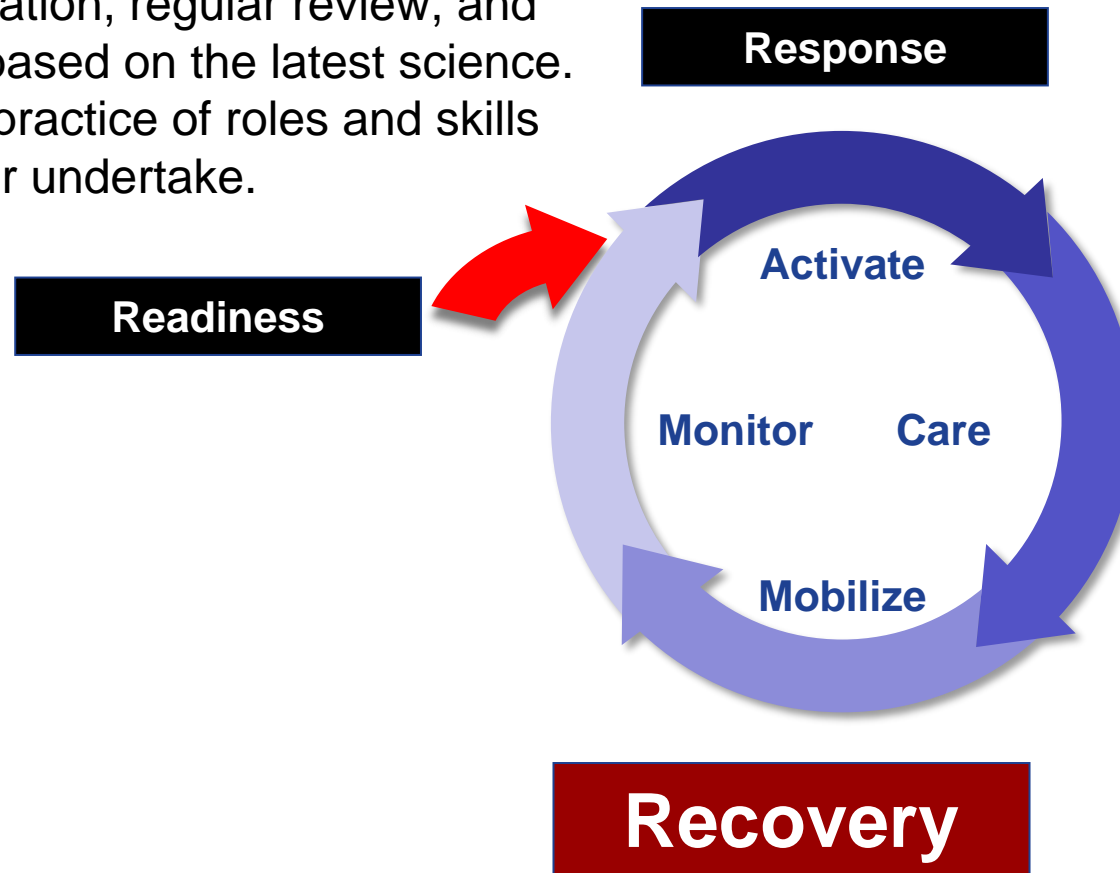 ation, regular review, and
based on the latest science.
practice of roles and skills
r undertake.
Response
Readiness
Activate
Monitor Care
Mobilize
Recovery